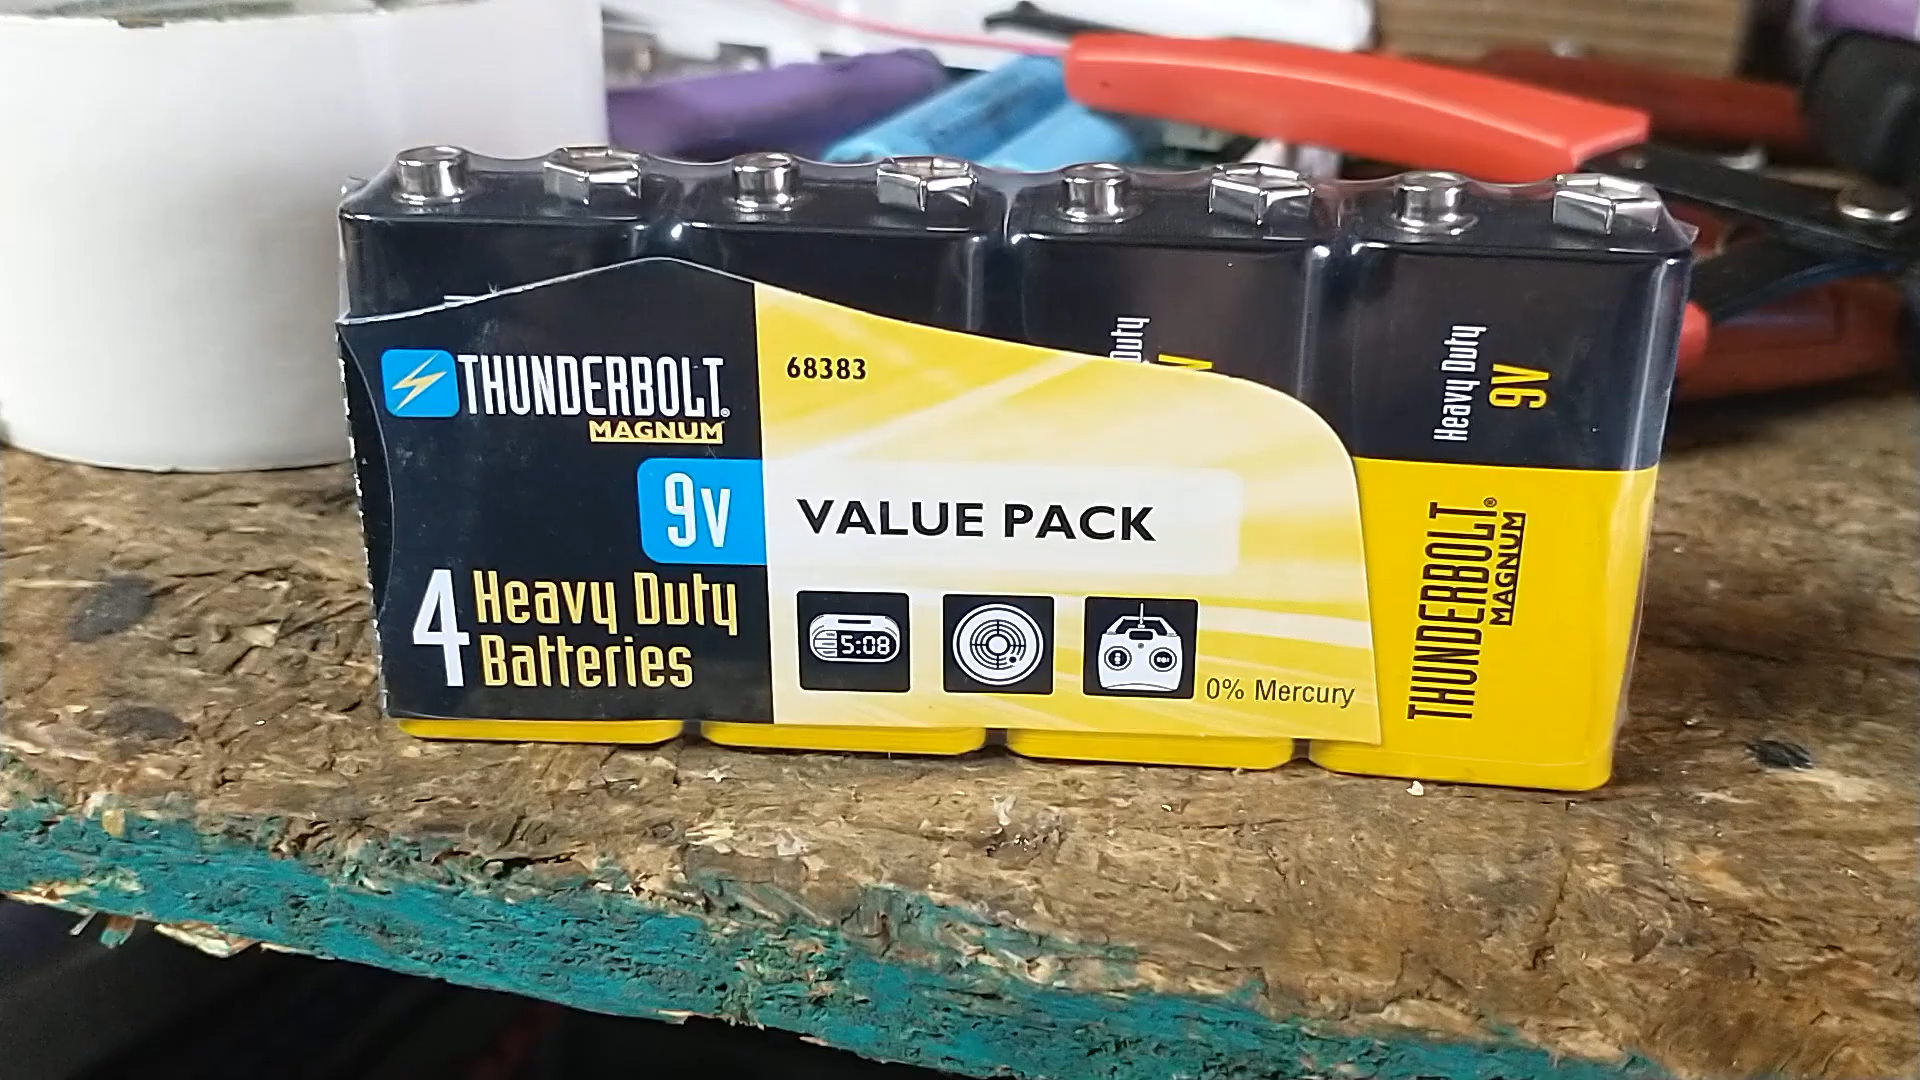 THUNDERBOLT®
MAGNUM
9v
4 Heavy Duty
Batteries
68383
VALUE PACK
5:08
0% Mercury
Duty
Heavy Duty
9V
THUNDERBOLT®
MAGNUM